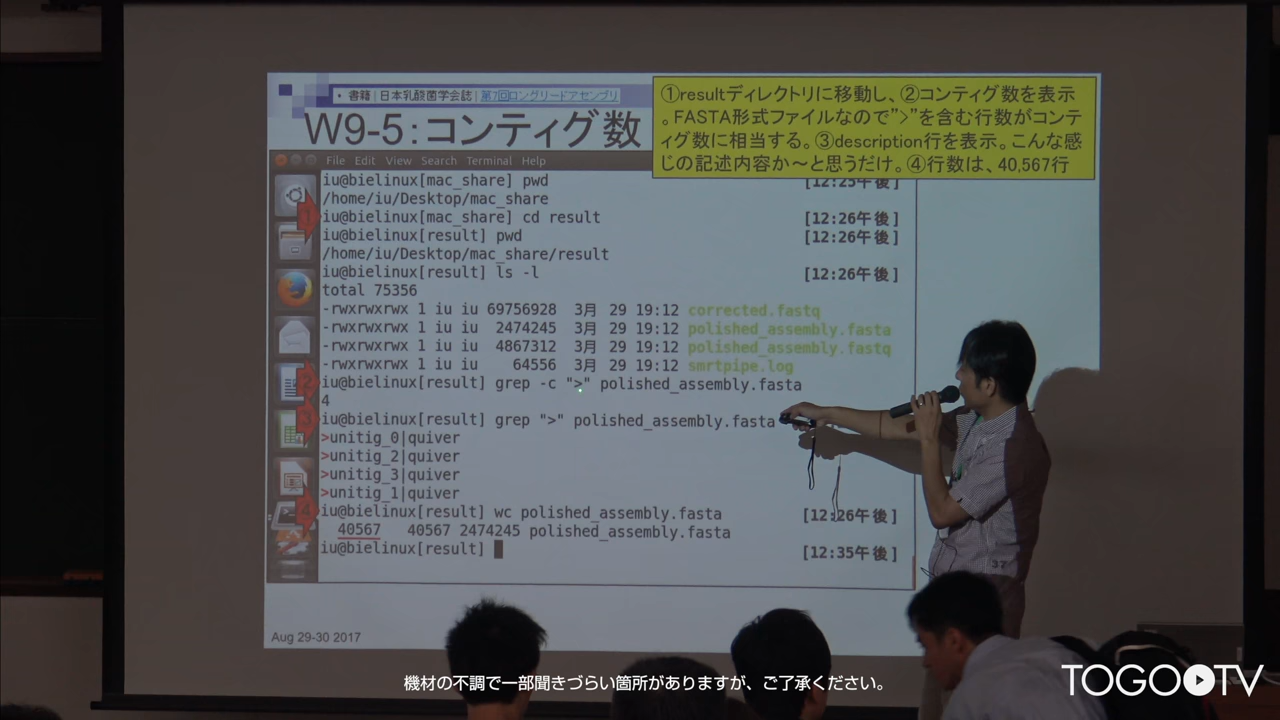 • 書籍 | 日本乳酸菌学会誌 | 第7回ロングリードアセンブリ
W9-5：コンティグ数
①resultディレクトリに移動し、②コンティグ数を表示
。FASTA形式ファイルなので”>”を含む行数がコンテ
ィグ数に相当する。③description行を表示。こんな感
じの記述内容か～と思うだけ。④行数は、40,567行
File Edit View Search Terminal Help
iu@bielinux[mac_share] pwd [12:25午後]
/home/iu/Desktop/mac_share
iu@bielinux[mac_share] cd result [12:26午後]
iu@bielinux[result] pwd [12:26午後]
/home/iu/Desktop/mac_share/result
iu@bielinux[result] ls -l [12:26午後]
total 75356
-rwxrwxrwx 1 iu iu 69756928 3月 29 19:12 corrected.fastq
-rwxrwxrwx 1 iu iu 2474245 3月 29 19:12 polished_assembly.fasta
-rwxrwxrwx 1 iu iu 4867312 3月 29 19:12 polished_assembly.fastq
-rwxrwxrwx 1 iu iu 64556 3月 29 19:12 smrtpipe.log
iu@bielinux[result] grep -c ">" polished_assembly.fasta
4
iu@bielinux[result] grep ">" polished_assembly.fasta
>unitig_0|quiver
>unitig_2|quiver
>unitig_3|quiver
>unitig_1|quiver
iu@bielinux[result] wc polished_assembly.fasta [12:26午後]
40567 40567 2474245 polished_assembly.fasta
iu@bielinux[result] [12:35午後]
1
2
3
4
37
Aug 29-30 2017
機材の不調で一部聞きづらい箇所がありますが、ご了承ください。
TOGOTV